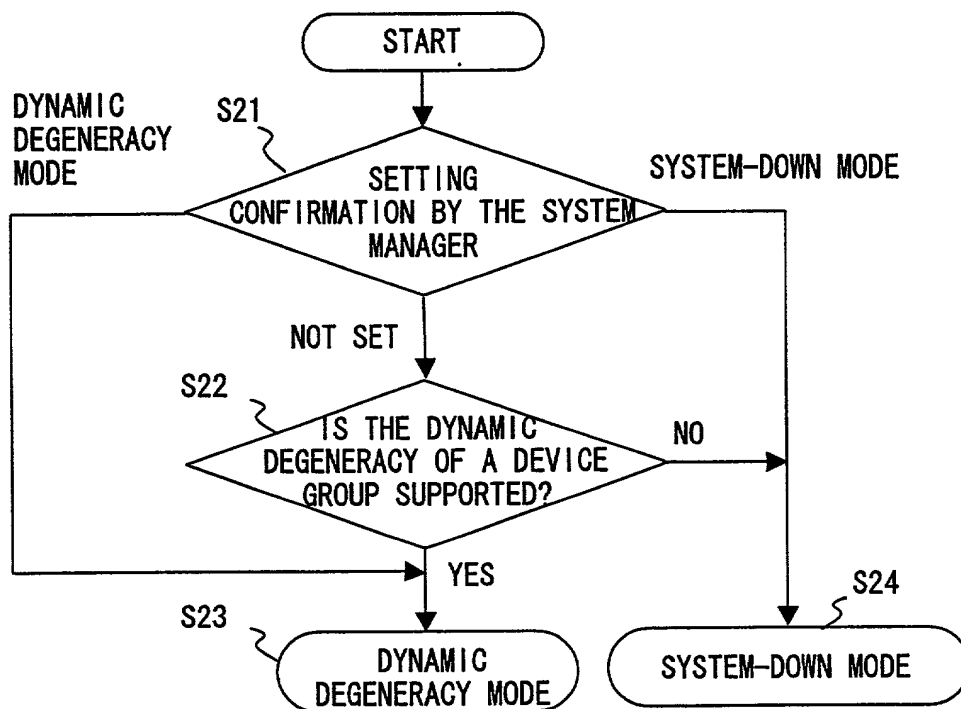 START
DYNAMIC
DEGENERACY
MODE
S21
SYSTEM-DOWN MODE
SETTING
CONFIRMATION BY THE SYSTEM
MANAGER
NOT SET
S22
IS THE DYNAMIC
DEGENERACY OF A DEVICE
GROUP SUPPORTED?
NO
YES
S23
DYNAMIC
DEGENERACY MODE
S24
SYSTEM-DOWN MODE